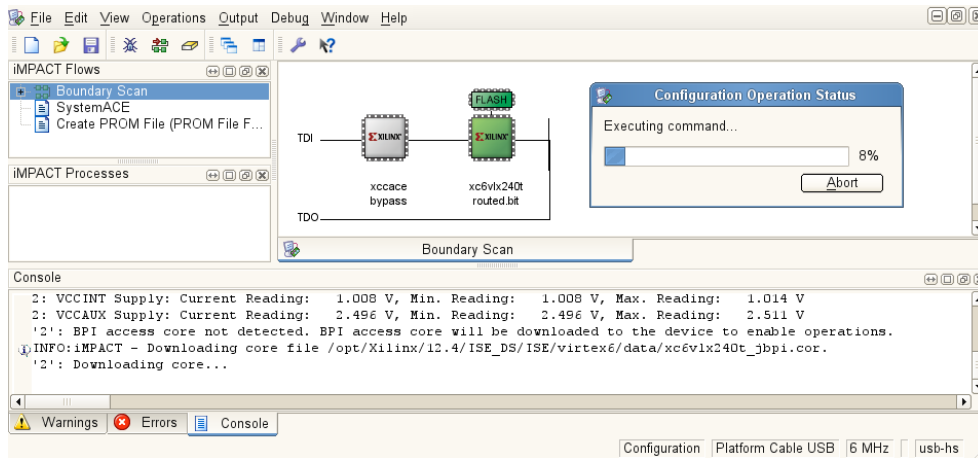 File Edit View Operations Output Debug Window Help
iMPACT Flows
Boundary Scan
SystemACE
Create PROM File (PROM File F...
iMPACT Processes
FLASH
TDI
XILINX
XILINX
xccace
bypass
xc6vlx240t
routed.bit
TDO
Boundary Scan
Configuration Operation Status
Executing command...
8%
Abort
Console
2: VCCINT Supply: Current Reading: 1.008 V, Min. Reading: 1.008 V, Max. Reading: 1.014 V
2: VCCAUX Supply: Current Reading: 2.496 V, Min. Reading: 2.496 V, Max. Reading: 2.511 V
'2': BPI access core not detected. BPI access core will be downloaded to the device to enable operations.
INFO:iMPACT - Downloading core file /opt/Xilinx/12.4/ISE_DS/ISE/virtex6/data/xc6vlx240t_jbpi.cor.
'2': Downloading core...
Warnings Errors Console
Configuration Platform Cable USB 6 MHz usb-hs